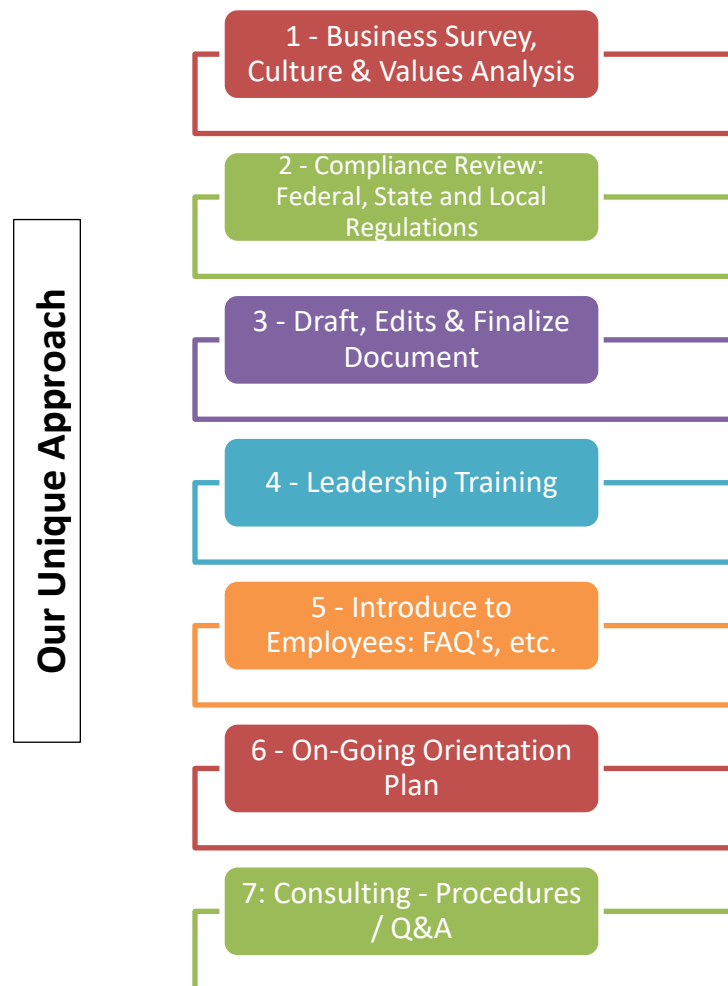 Our Unique Approach
1 - Business Survey,
Culture & Values Analysis
2 - Compliance Review:
Federal, State and Local
Regulations
3 - Draft, Edits & Finalize
Document
4 - Leadership Training
5 - Introduce to
Employees: FAQ's, etc.
6 - On-Going Orientation
Plan
7: Consulting - Procedures
/ Q&A